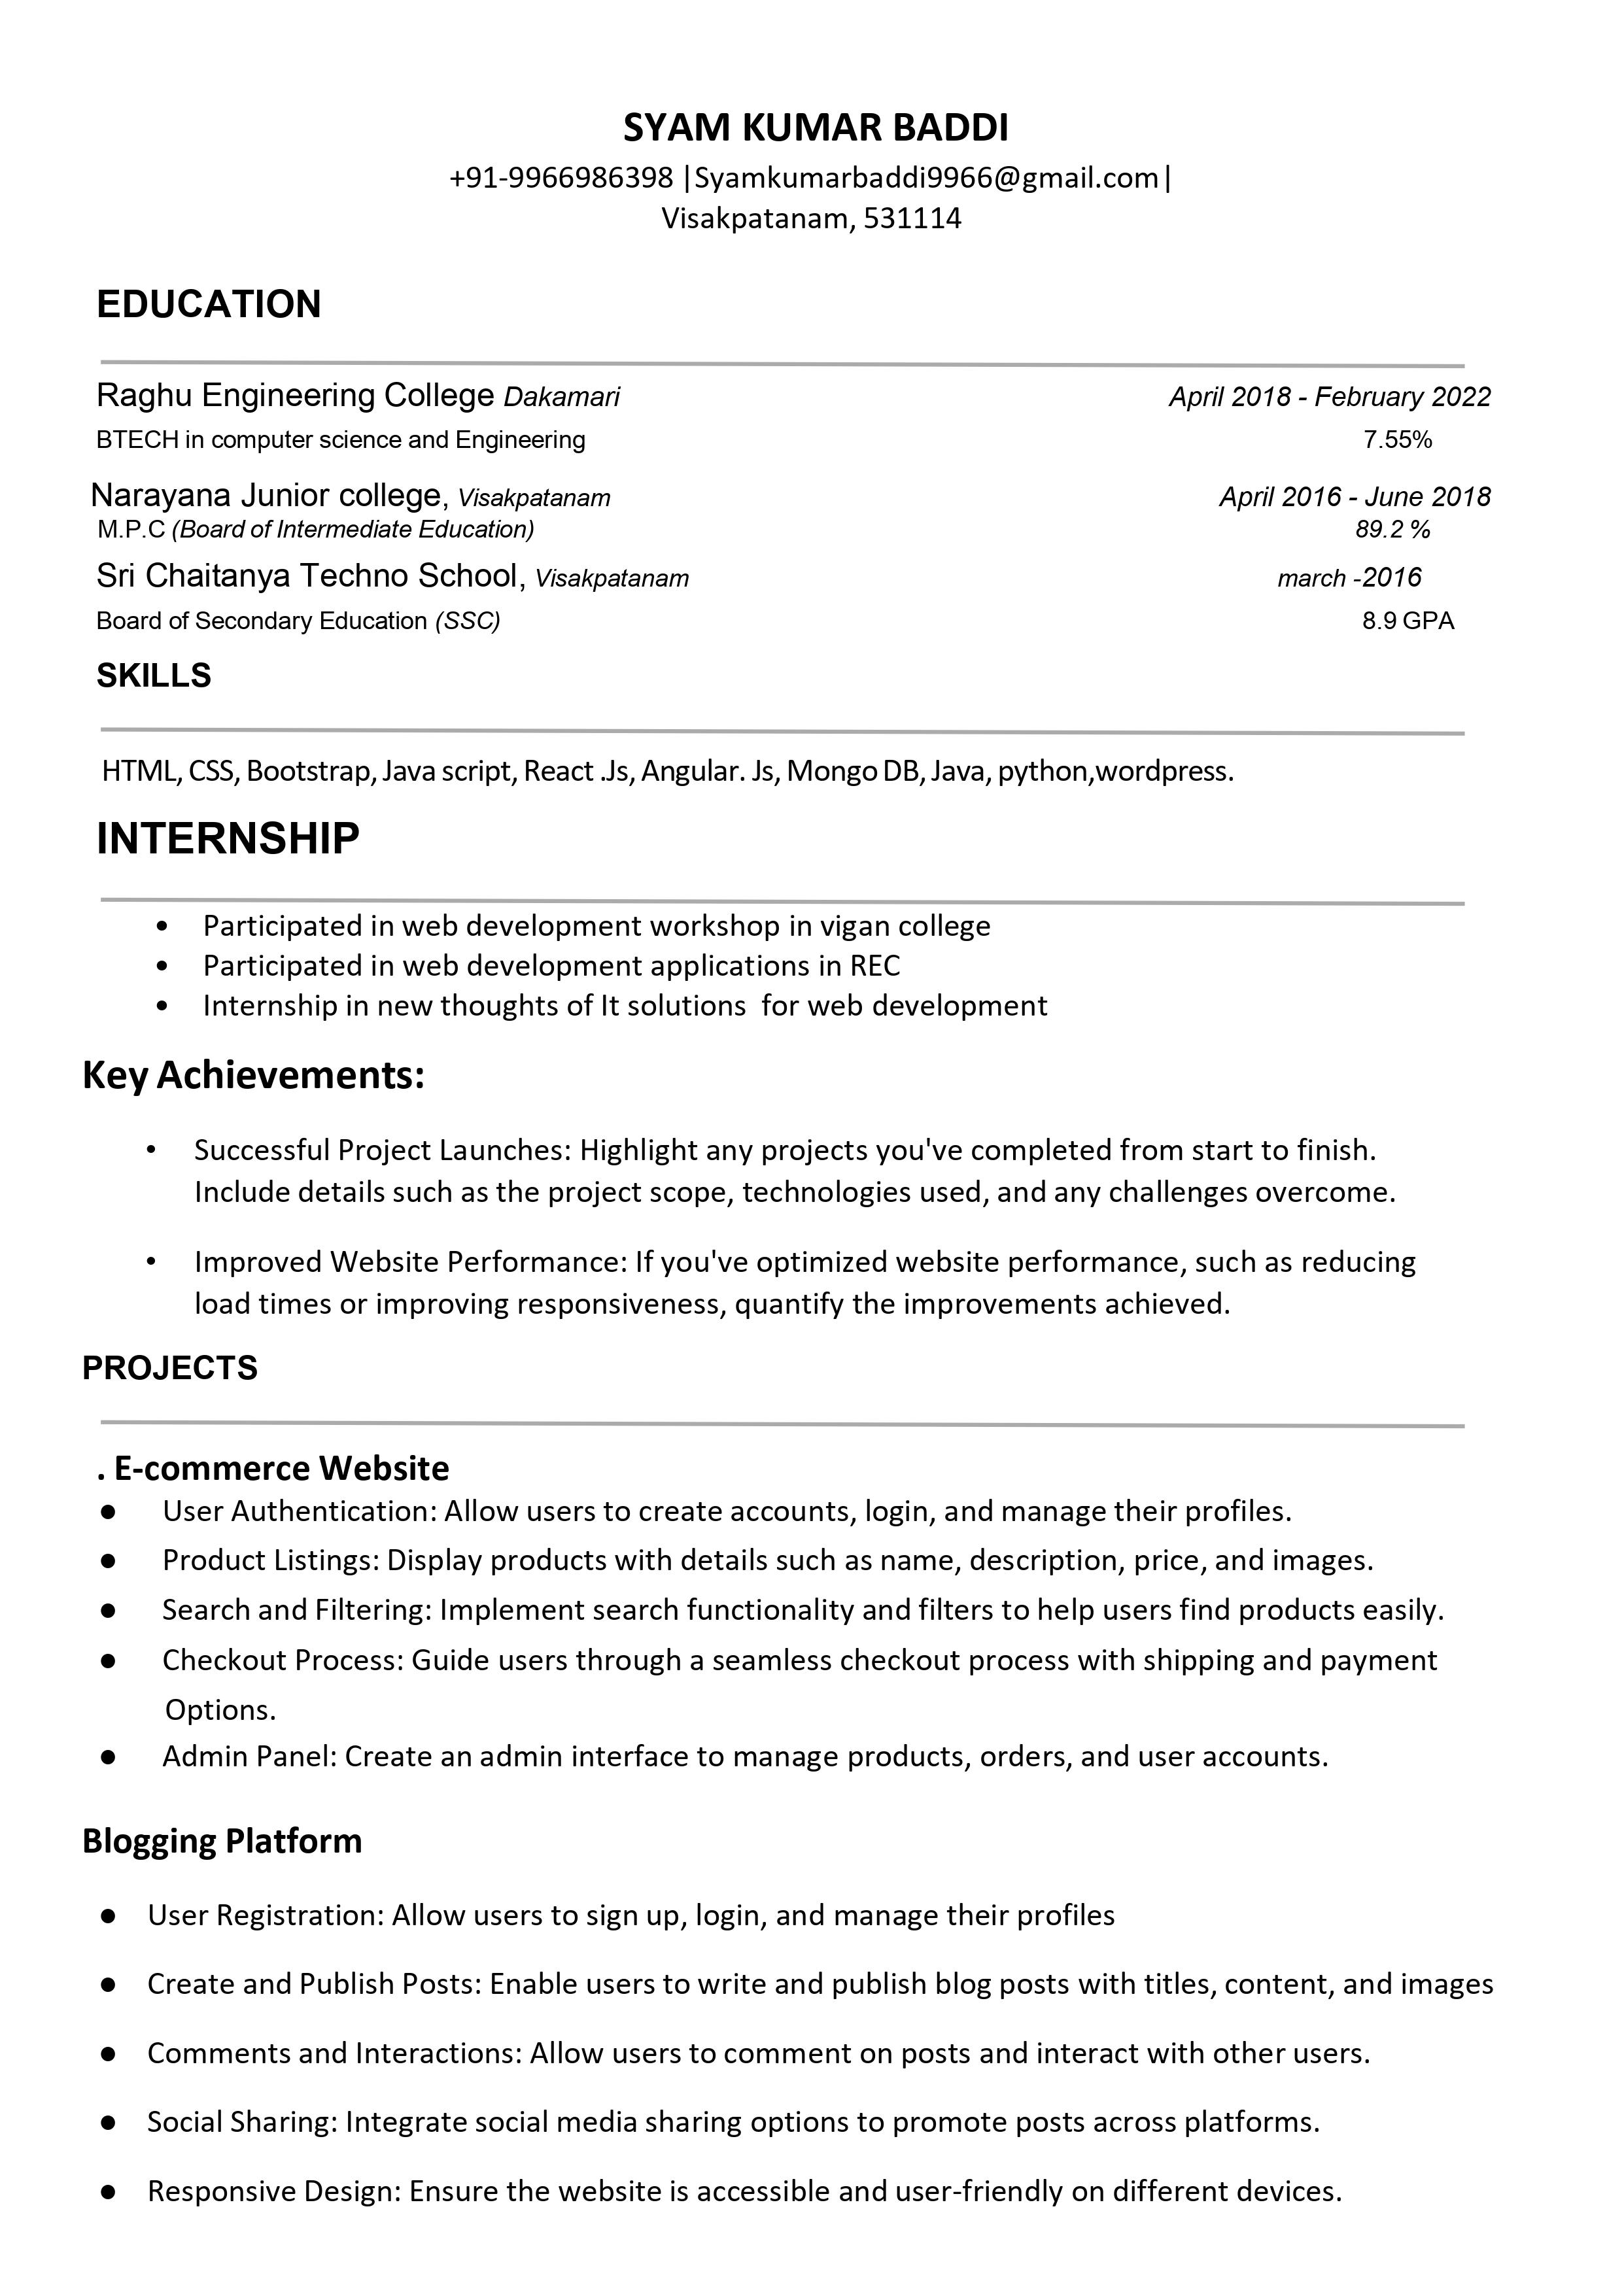 SYAM KUMAR BADDI
+91-9966986398 |Syamkumarbaddi9966@gmail.com|
Visakpatanam, 531114
EDUCATION
Raghu Engineering College Dakamari April 2018 - February 2022
BTECH in computer science and Engineering 7.55%
Narayana Junior college, Visakpatanam April 2016 - June 2018
M.P.C (Board of Intermediate Education) 89.2 %
Sri Chaitanya Techno School, Visakpatanam march -2016
Board of Secondary Education (SSC) 8.9 GPA
SKILLS
HTML, CSS, Bootstrap, Java script, React .Js, Angular. Js, Mongo DB, Java, python,wordpress.
INTERNSHIP
• Participated in web development workshop in vigan college
• Participated in web development applications in REC
• Internship in new thoughts of It solutions for web development
Key Achievements:
• Successful Project Launches: Highlight any projects you've completed from start to finish.
Include details such as the project scope, technologies used, and any challenges overcome.
• Improved Website Performance: If you've optimized website performance, such as reducing
load times or improving responsiveness, quantify the improvements achieved.
PROJECTS
. E-commerce Website
● User Authentication: Allow users to create accounts, login, and manage their profiles.
● Product Listings: Display products with details such as name, description, price, and images.
● Search and Filtering: Implement search functionality and filters to help users find products easily.
● Checkout Process: Guide users through a seamless checkout process with shipping and payment
Options.
● Admin Panel: Create an admin interface to manage products, orders, and user accounts.
Blogging Platform
● User Registration: Allow users to sign up, login, and manage their profiles
● Create and Publish Posts: Enable users to write and publish blog posts with titles, content, and images
● Comments and Interactions: Allow users to comment on posts and interact with other users.
● Social Sharing: Integrate social media sharing options to promote posts across platforms.
● Responsive Design: Ensure the website is accessible and user-friendly on different devices.